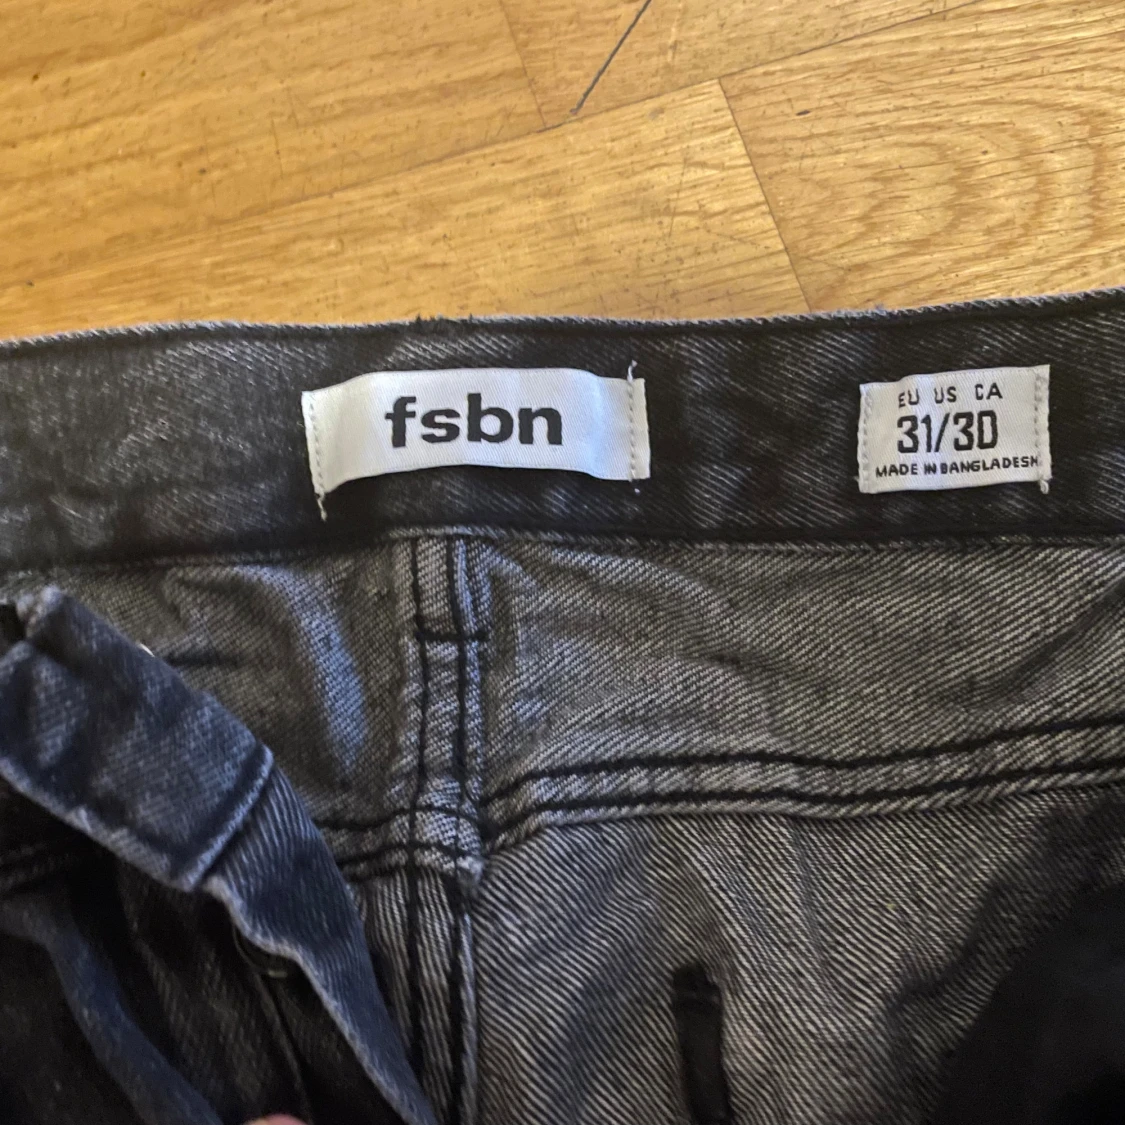 fsbn
EU US CA
31/30
MADE IN BANGLADESH